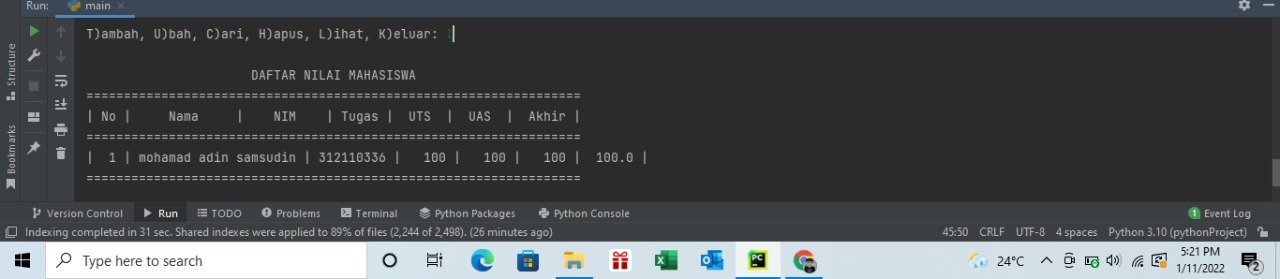 Run: main
T)ambah, U)bah, C)ari, H)apus, L)ihat, K)eluar: l
DAFTAR NILAI MAHASISWA
==================================================================
| No |     Nama     |    NIM    | Tugas |  UTS  |  UAS  |  Akhir |
==================================================================
|  1 | mohamad adin samsudin | 312110336 |   100 |   100 |   100 |  100.0 |
==================================================================
Structure
Bookmarks
Version Control Run TODO Problems Terminal Python Packages Python Console 1 Event Log
Indexing completed in 31 sec. Shared indexes were applied to 89% of files (2,244 of 2,498). (26 minutes ago) 45:50 CRLF UTF-8 4 spaces Python 3.10 (pythonProject)
Type here to search PC 24°C 5:21 PM
1/11/2022 2